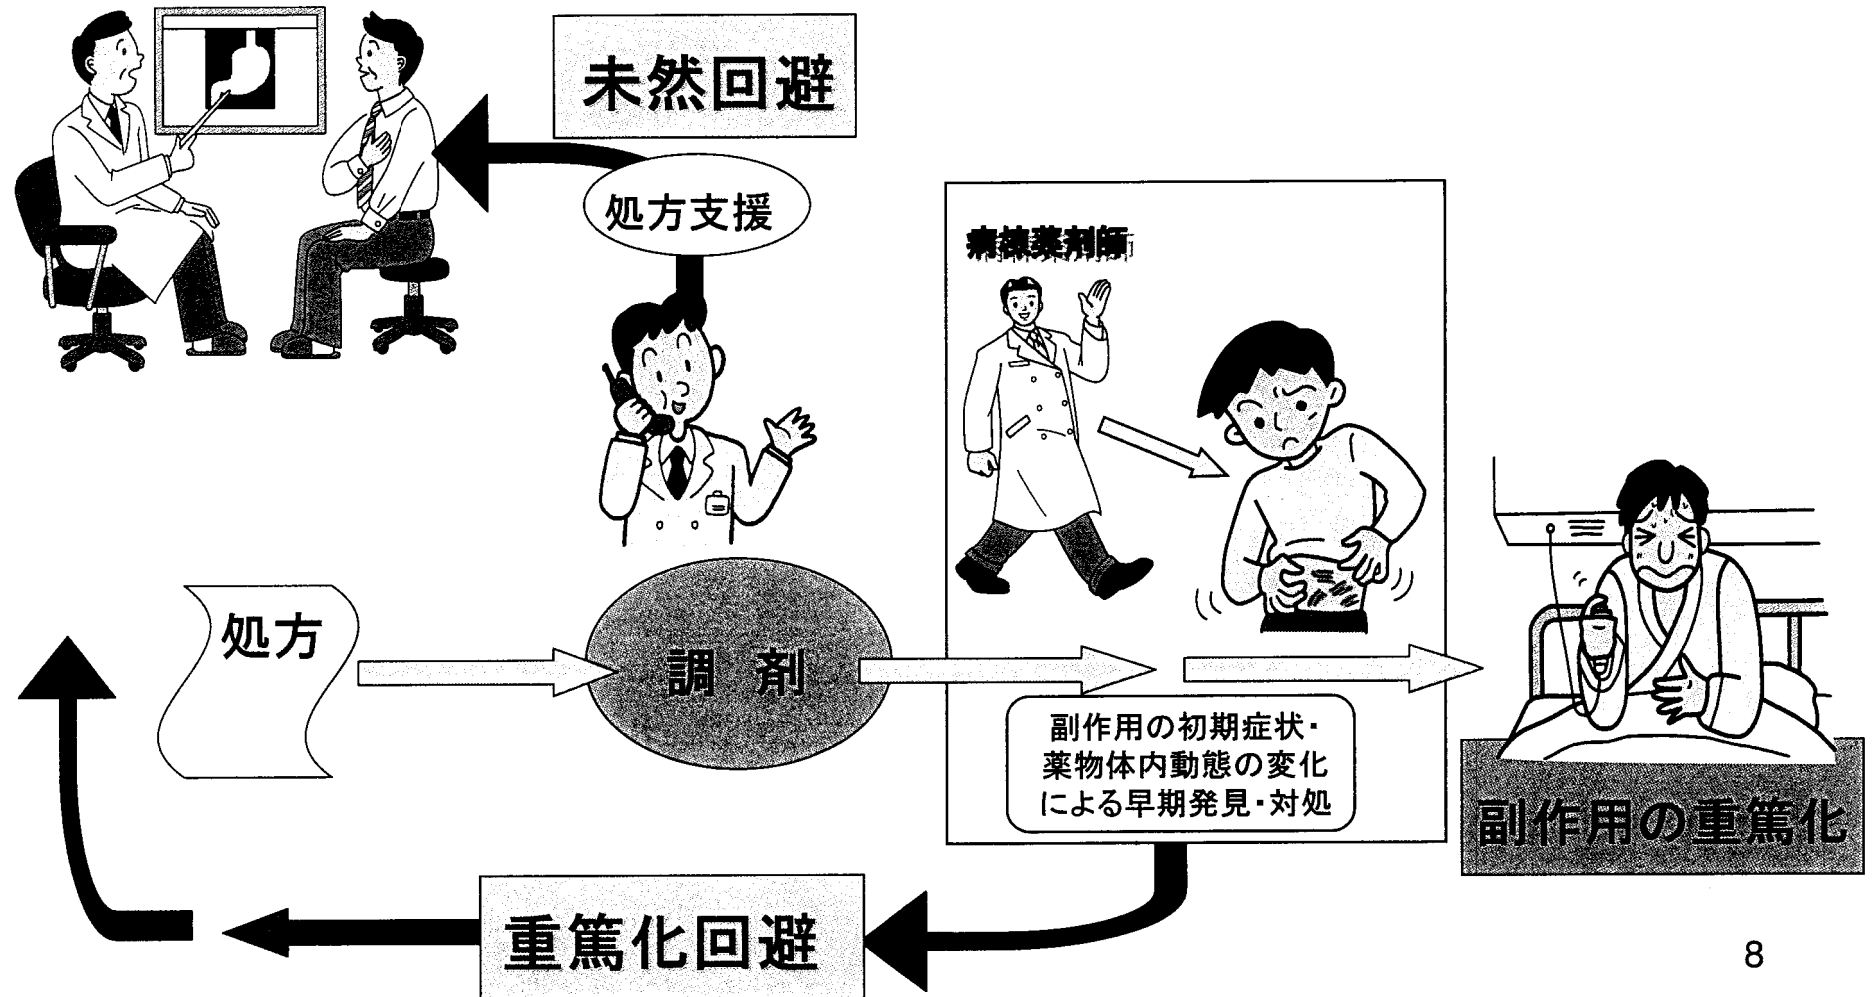 未然回避
処方支援
病棟薬剤師
処方
調 剤
副作用の初期症状・
薬物体内動態の変化
による早期発見・対処
副作用の重篤化
重篤化回避
8